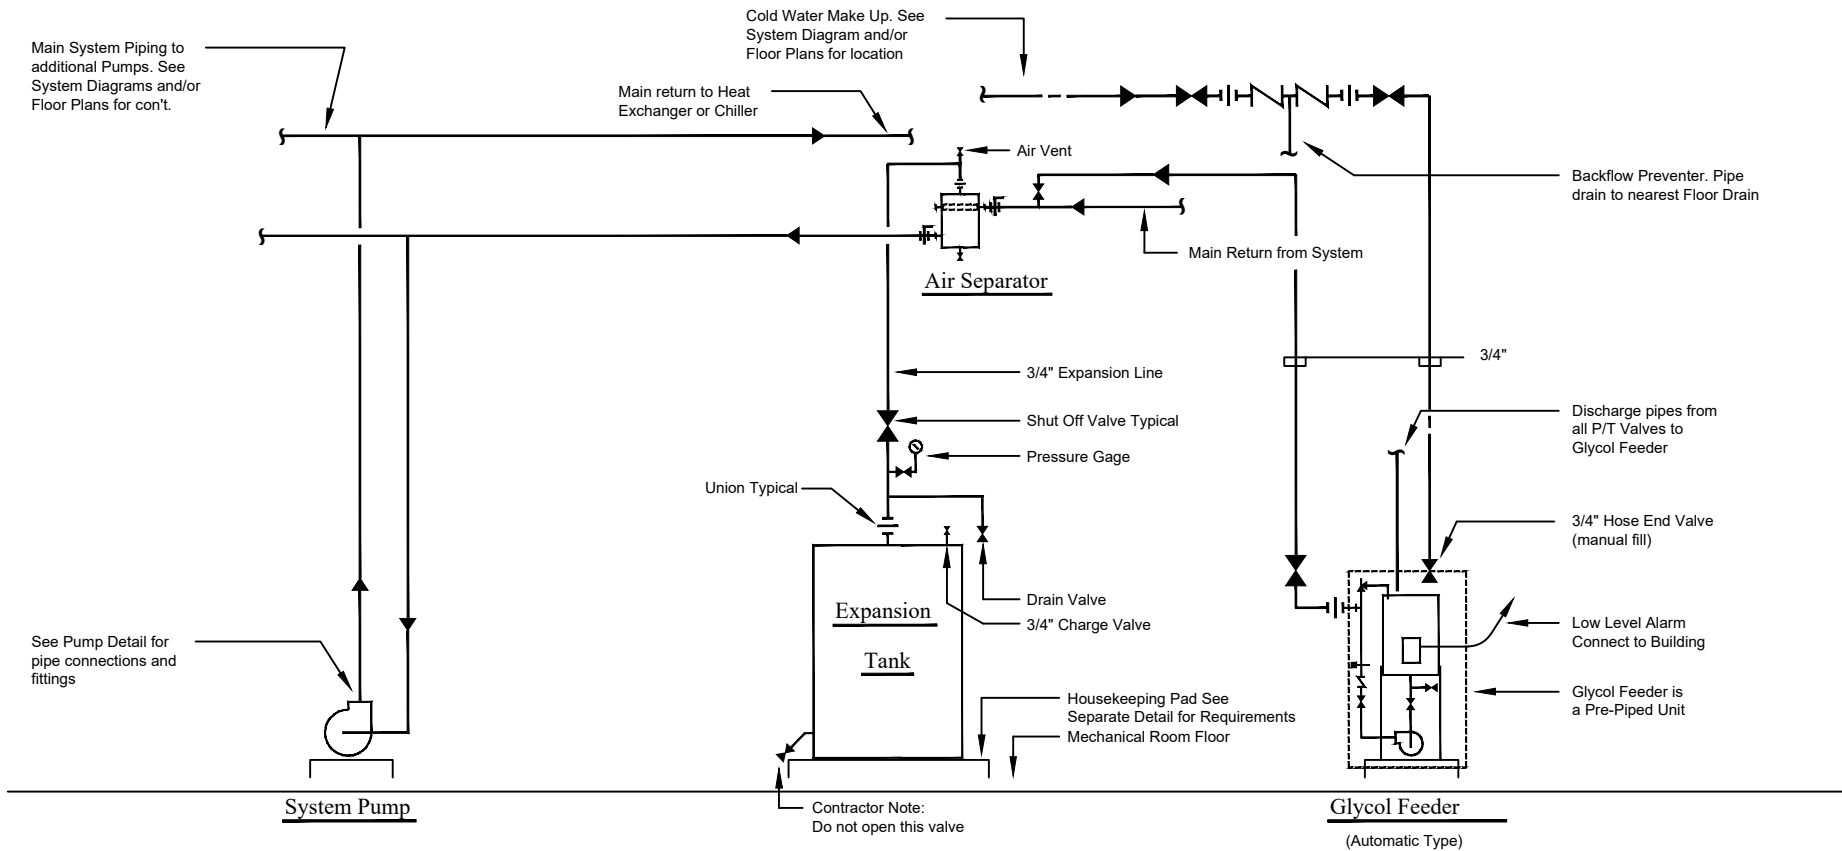 Main System Piping to
additional Pumps. See
System Diagrams and/or
Floor Plans for con't.
Cold Water Make Up. See
System Diagram and/or
Floor Plans for location
Main return to Heat
Exchanger or Chiller
Air Vent
Backflow Preventer. Pipe
drain to nearest Floor Drain
Main Return from System
Air Separator
3/4" Expansion Line
3/4"
Shut Off Valve Typical
Pressure Gage
Discharge pipes from
all P/T Valves to
Glycol Feeder
Union Typical
3/4" Hose End Valve
(manual fill)
Expansion
Tank
Drain Valve
3/4" Charge Valve
Low Level Alarm
Connect to Building
See Pump Detail for
pipe connections and
fittings
Housekeeping Pad See
Separate Detail for Requirements
Mechanical Room Floor
Glycol Feeder is
a Pre-Piped Unit
System Pump
Contractor Note:
Do not open this valve
Glycol Feeder
(Automatic Type)